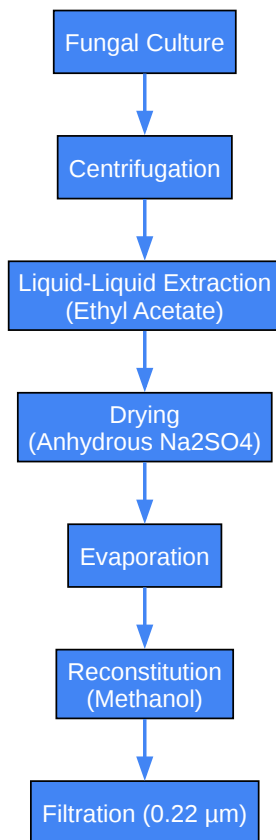 Fungal Culture
Centrifugation
Liquid-Liquid Extraction
(Ethyl Acetate)
Drying
(Anhydrous Na2SO4)
Evaporation
Reconstitution
(Methanol)
Filtration (0.22 µm)